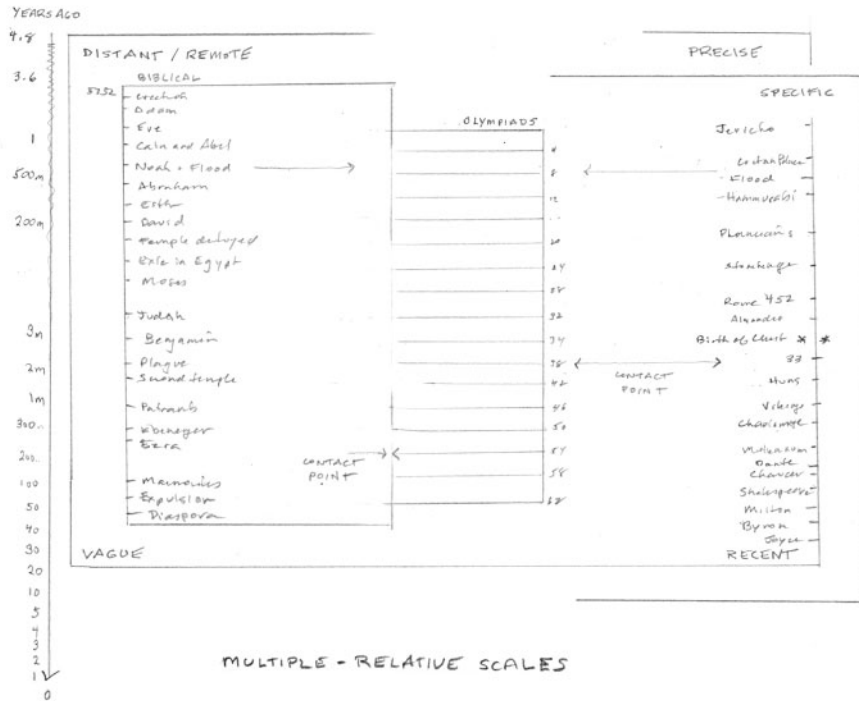 YEARS AGO
4.8
3.6
1
500m
200m
3m
2m
1m
300m
200m
100
50
40
30
20
10
5
4
3
2
1
0
DISTANT / REMOTE
BIBLICAL
5252
Creation
Adam
Eve
Cain and Abel
Noah - Flood
Abraham
David
Temple destroyed
Exile in Egypt
Moses
Judah
Benjamin
Plague
Second temple
Ezra
Maimonides
Expulsion
Diaspora
VAGUE
CONTACT
POINT
OLYMPIADS
4
8
12
20
24
28
32
34
38
42
46
50
54
58
62
CONTACT
POINT
PRECISE
SPECIFIC
Jericho
Cretan Palace
Flood
Hammurabi
Phoenicians
Rome 452
Birth of Christ * *
33
Huns
Vikings
Charlemagne
Dante
Chaucer
Shakespeare
Milton
Byron
Joyce
RECENT
MULTIPLE - RELATIVE SCALES